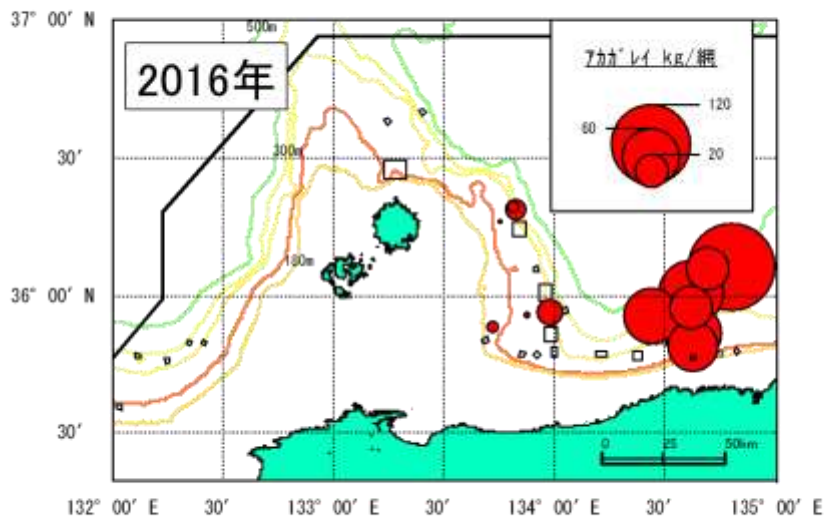 37° 00′ N
500m
2016年
ｱｶｶﾞﾚｲ kg/網
120
60
20
30′
300m
180m
36° 00′ N
30′
0 25 50km
132° 00′ E 30′ 133° 00′ E 30′ 134° 00′ E 30′ 135° 00′ E